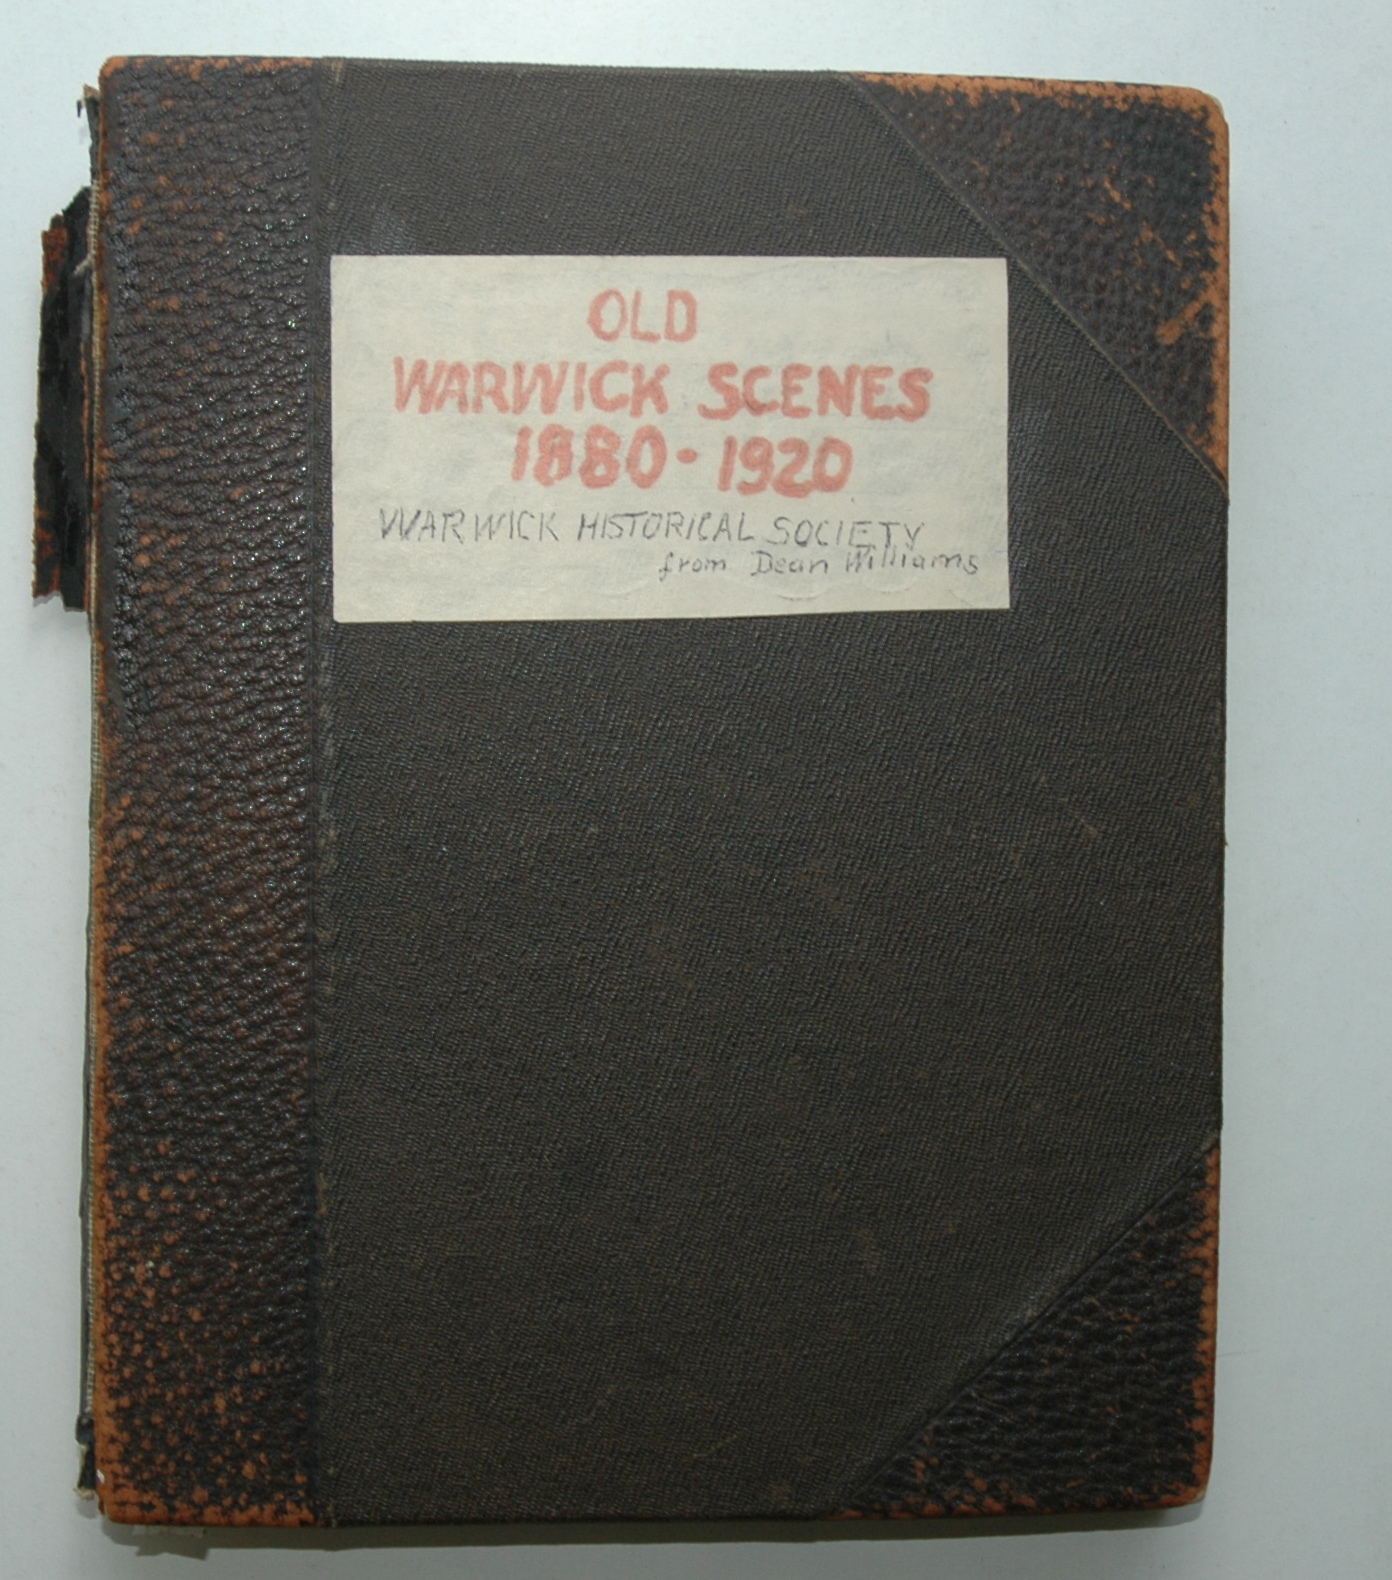 OLD
WARWICK SCENES
1880-1920
WARWICK HISTORICAL SOCIETY
from Dean Williams